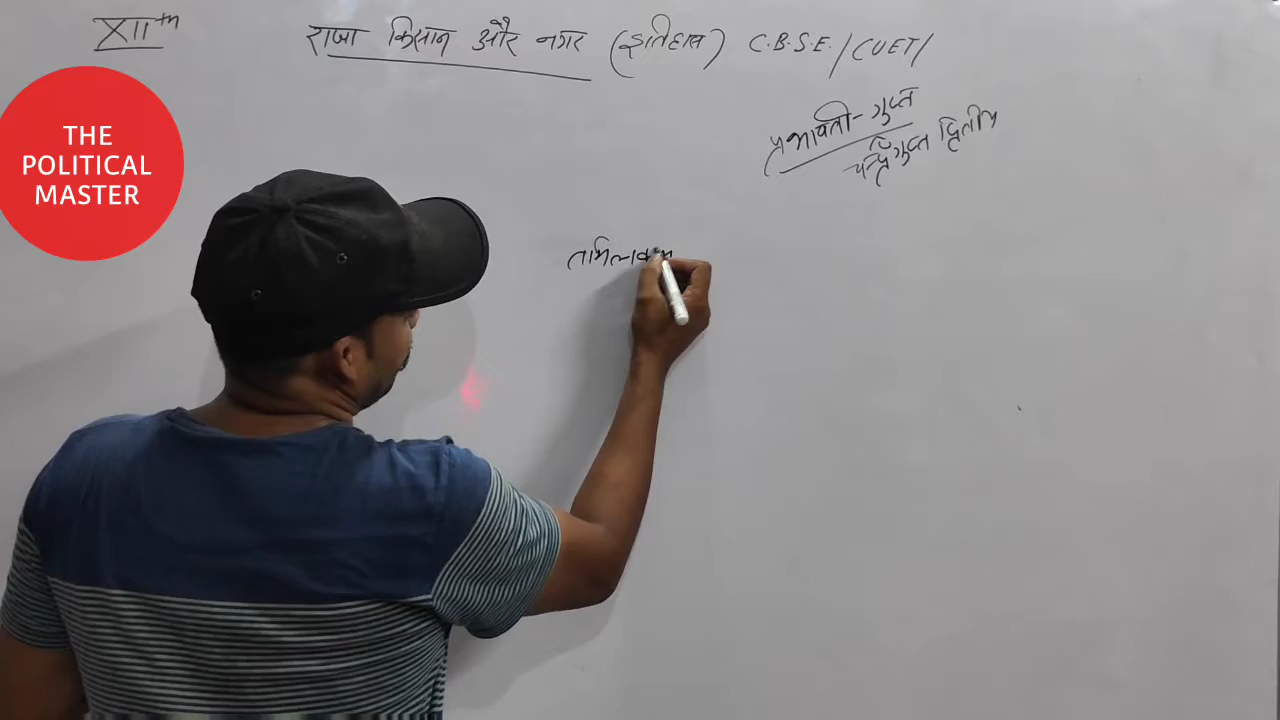 XIIth
राजा किसान और नगर (इतिहास) C.B.S.E./CUET/
THE
POLITICAL
MASTER
प्रभावती-गुप्त
चन्द्रगुप्त द्वितीय